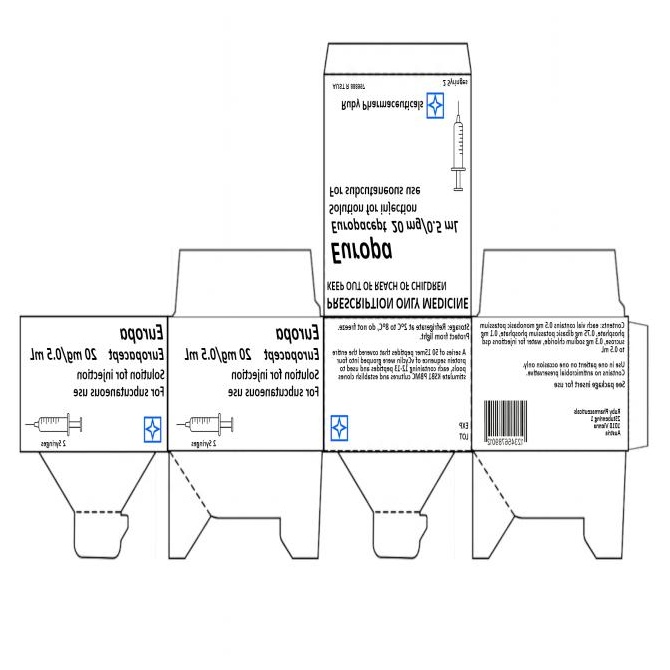 PRESCRIPTION ONLY MEDICINE
KEEP OUT OF REACH OF CHILDREN
Europa
Europacept 20 mg/0.5 mL
Solution for injection
For subcutaneous use
Ruby Pharmaceuticals
AUST R
2 Syringes
Europa
Europacept 20 mg/0.5 mL
Solution for injection
For subcutaneous use
2 Syringes
Europa
Europacept 20 mg/0.5 mL
Solution for injection
For subcutaneous use
2 Syringes
Storage: Refrigerate at 2ºC to 8ºC, do not freeze.
Protect from light.
A series of 50 15mer peptides that covered the entire
protein sequence of vCyclin were grouped into four
pools, each containing 12-13 peptides and used to
stimulate PBMC cultures and establish clones
EXP
LOT
Contents: each vial contains 0.5 mg monobasic potassium
phosphate, 0.75 mg dibasic potassium phosphate, 0.1 mg
sucrose, 0.3 mg sodium chloride, water for injections qsd
to 0.5 mL
Use in one patient on one occasion only.
Contains no antimicrobial preservative.
See package insert for use.
Ruby Pharmaceuticals
2Stubenring 1
1010 Vienna
Austria
123456789012